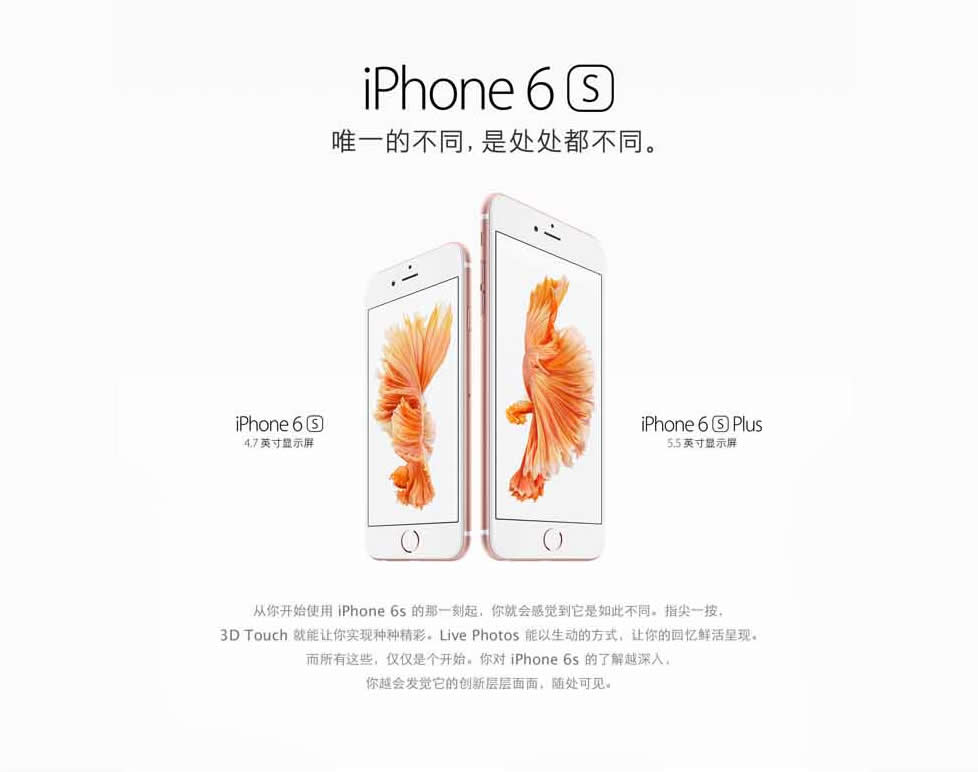 iPhone 6 S
唯一的不同，是处处都不同。
iPhone 6 S
4.7 英寸显示屏
iPhone 6 S Plus
5.5 英寸显示屏
从你开始使用 iPhone 6s 的那一刻起，你就会感觉到它是如此不同。指尖一按，
3D Touch 就能让你实现种种精彩。Live Photos 能以生动的方式，让你的回忆鲜活呈现。
而所有这些，仅仅是个开始。你对 iPhone 6s 的了解越深入，
你越会发觉它的创新层层面面，随处可见。